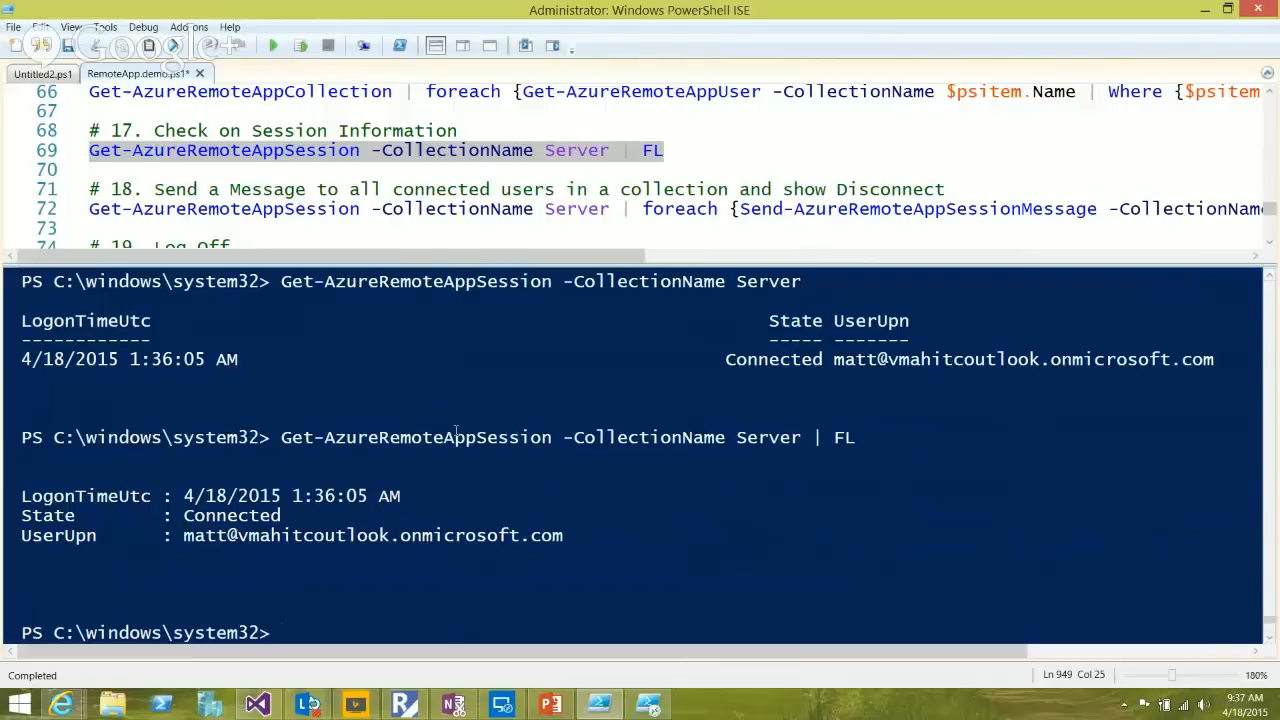 Administrator: Windows PowerShell ISE
File Edit View Tools Debug Add-ons Help
Google+
Untitled2.ps1 RemoteApp.demo.ps1*
66 Get-AzureRemoteAppCollection | foreach {Get-AzureRemoteAppUser -CollectionName $psitem.Name | Where {$psitem
67
68 # 17. Check on Session Information
69 Get-AzureRemoteAppSession -CollectionName Server | FL
70
71 # 18. Send a Message to all connected users in a collection and show Disconnect
72 Get-AzureRemoteAppSession -CollectionName Server | foreach {Send-AzureRemoteAppSessionMessage -CollectionName
73
74 # 19. Log Off
PS C:\windows\system32> Get-AzureRemoteAppSession -CollectionName Server
LogonTimeUtc State UserUpn
------------ ----- -------
4/18/2015 1:36:05 AM Connected matt@vmahitcoutlook.onmicrosoft.com
PS C:\windows\system32> Get-AzureRemoteAppSession -CollectionName Server | FL
LogonTimeUtc : 4/18/2015 1:36:05 AM
State : Connected
UserUpn : matt@vmahitcoutlook.onmicrosoft.com
PS C:\windows\system32>
Completed
Ln 949 Col 25
180%
9:37 AM
4/18/2015